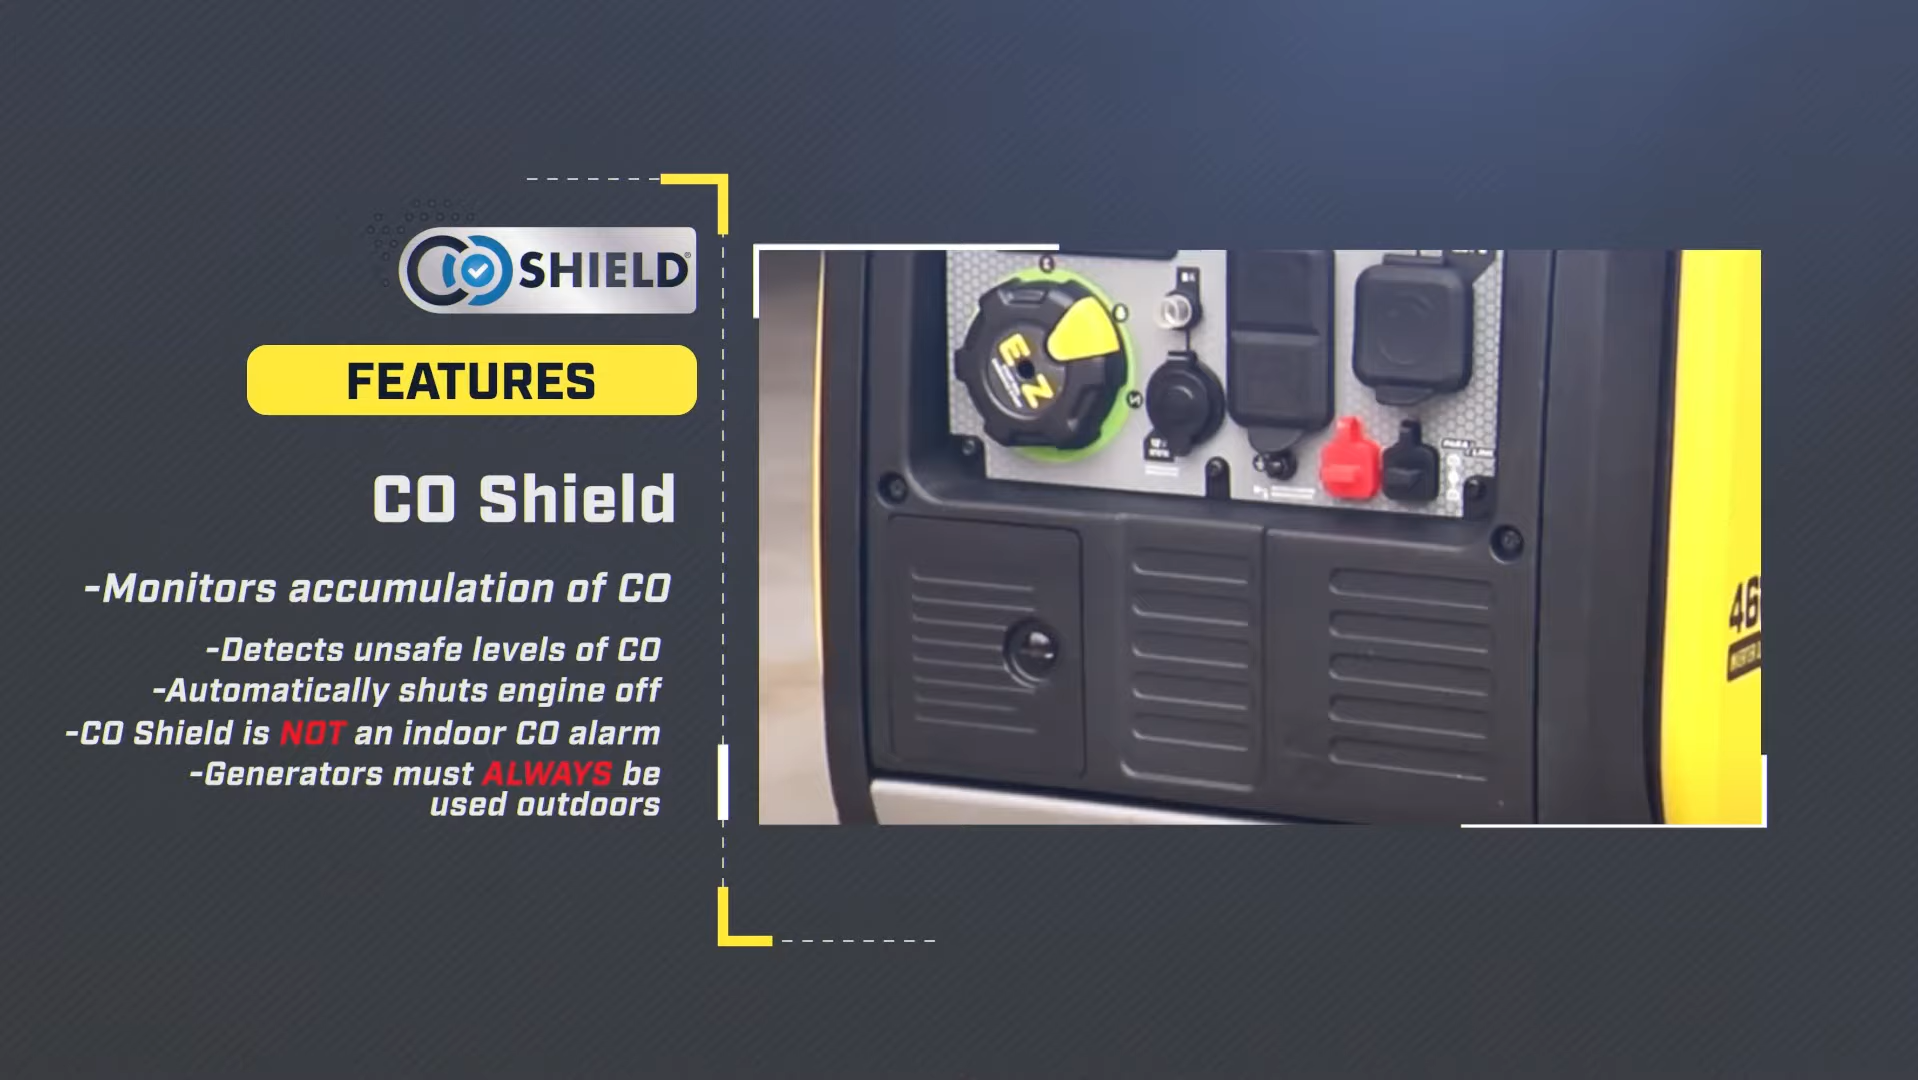 CO SHIELD®
FEATURES
CO Shield
-Monitors accumulation of CO
-Detects unsafe levels of CO
-Automatically shuts engine off
-CO Shield is NOT an indoor CO alarm
-Generators must ALWAYS be
used outdoors
EZ
46